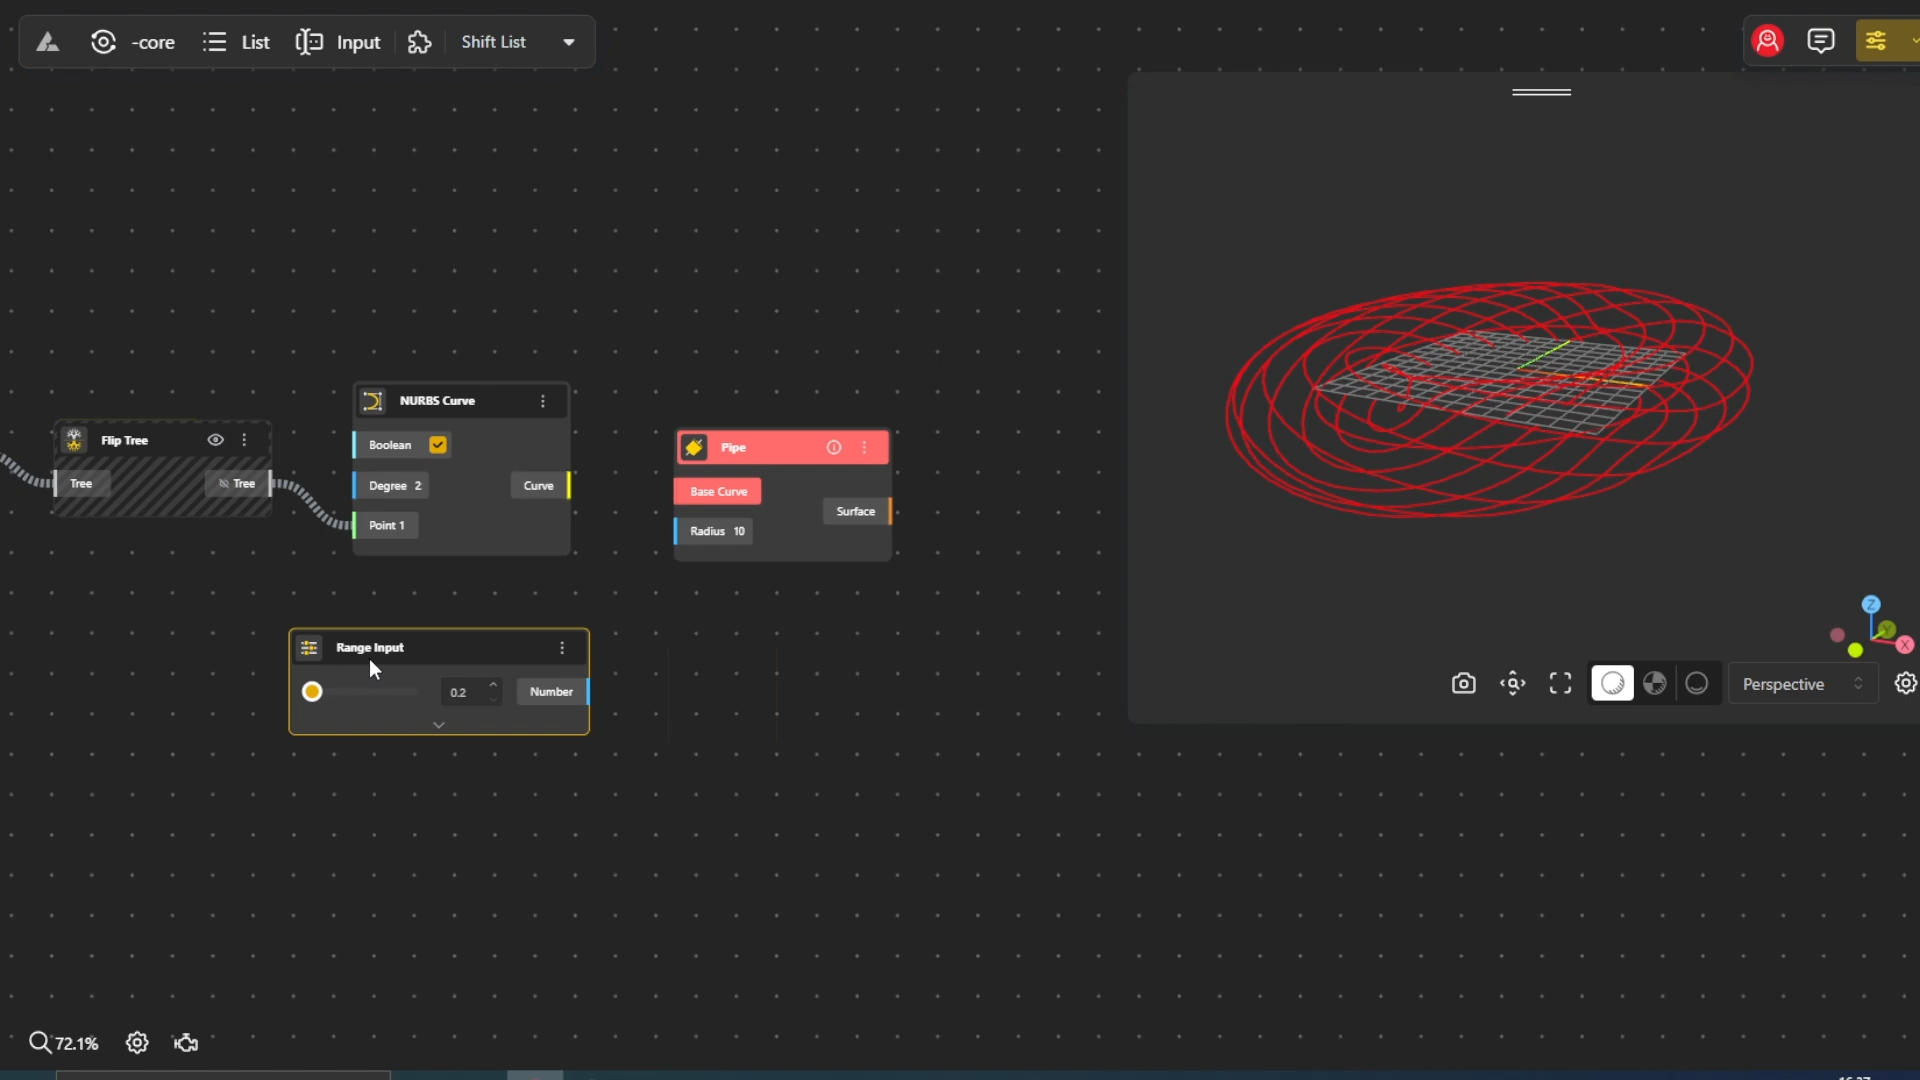 -core
List
Input
Shift List
Flip Tree
Tree
Tree
NURBS Curve
Boolean
Degree 2
Curve
Point 1
Pipe
Base Curve
Surface
Radius 10
Range Input
0.2
Number
Z
Y
X
Perspective
72.1%